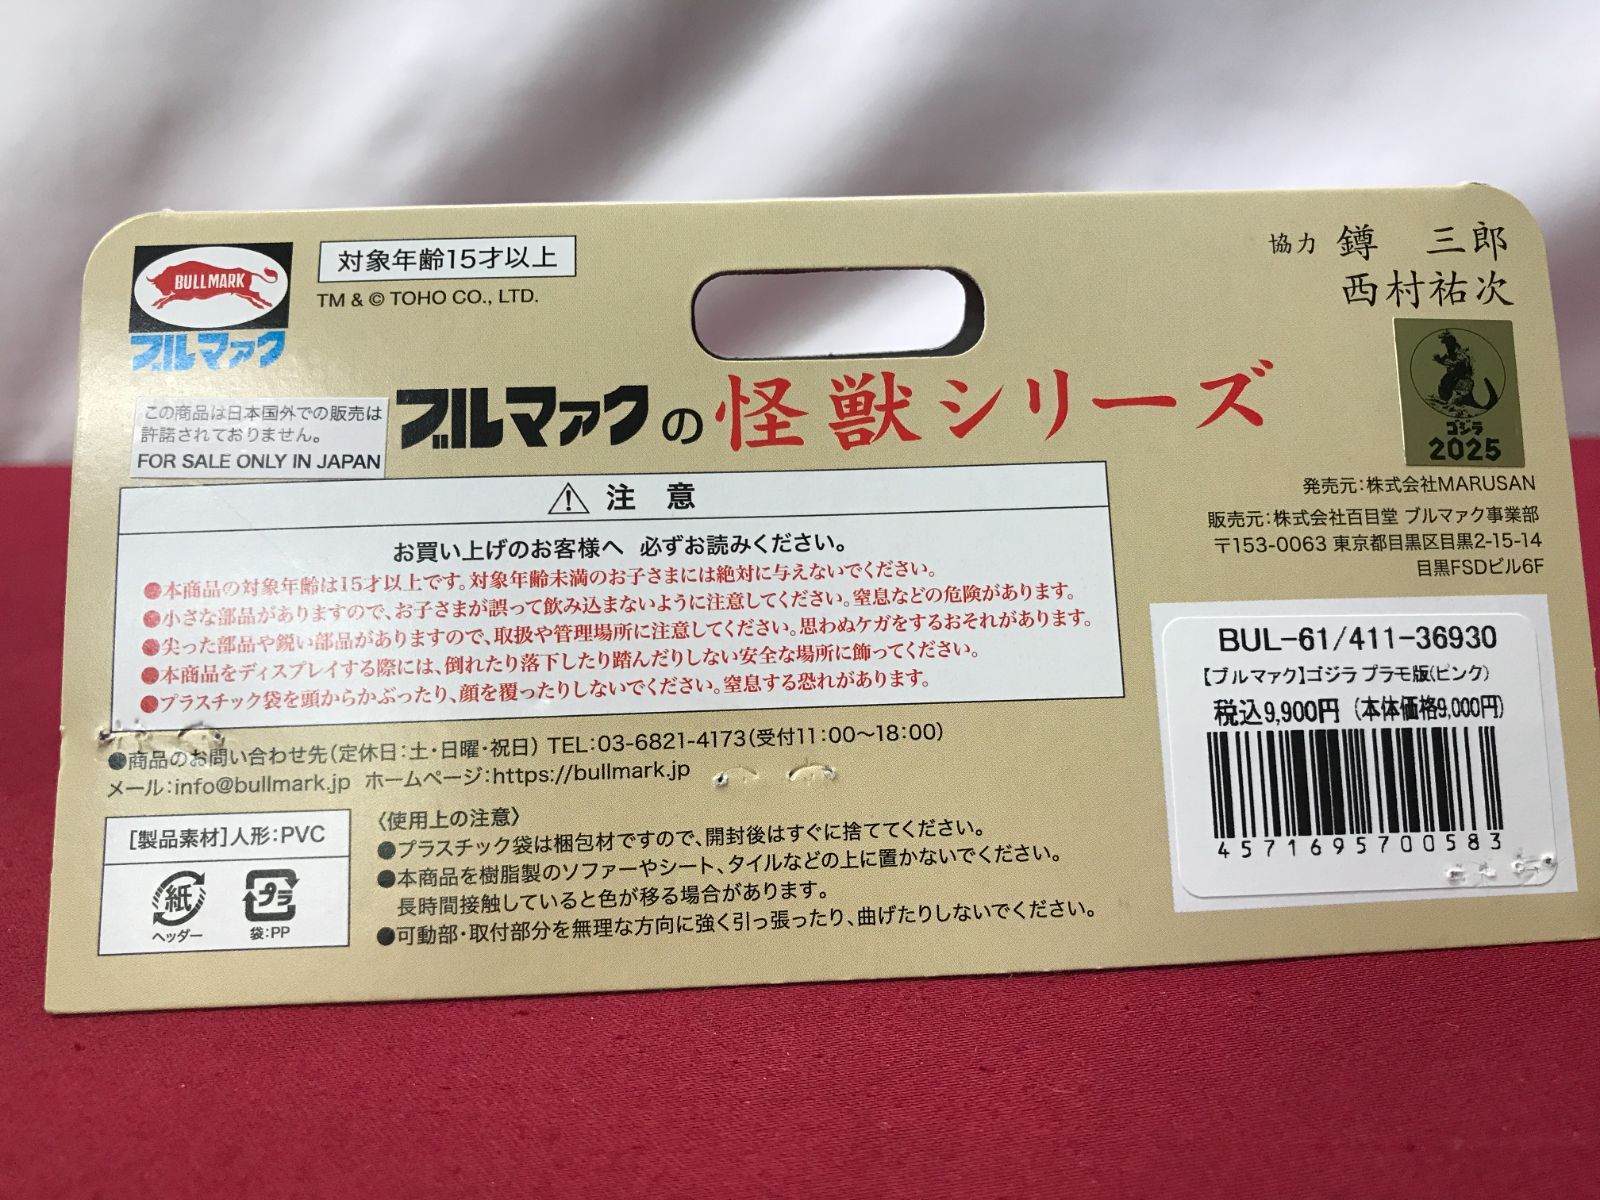 BULLMARK
ブルマァク
対象年齢15才以上
TM & © TOHO CO., LTD.
協力 鐏 三郎
西村祐次
この商品は日本国外での販売は
許諾されておりません。
FOR SALE ONLY IN JAPAN
ブルマァクの怪獣シリーズ
ゴジラ
2025
発売元:株式会社MARUSAN
販売元:株式会社百目堂 ブルマァク事業部
〒153-0063 東京都目黒区目黒2-15-14
目黒FSDビル6F
注 意
お買い上げのお客様へ 必ずお読みください。
●本商品の対象年齢は15才以上です。対象年齢未満のお子さまには絶対に与えないでください。
●小さな部品がありますので、お子さまが誤って飲み込まないように注意してください。窒息などの危険があります。
●尖った部品や鋭い部品がありますので、取扱や管理場所に注意してください。思わぬケガをするおそれがあります。
●本商品をディスプレイする際には、倒れたり落下したり踏んだりしない安全な場所に飾ってください。
●プラスチック袋を頭からかぶったり、顔を覆ったりしないでください。窒息する恐れがあります。
●商品のお問い合わせ先(定休日:土・日曜・祝日) TEL:03-6821-4173(受付11:00〜18:00)
メール:info@bullmark.jp ホームページ:https://bullmark.jp
[製品素材]人形:PVC
紙
ヘッダー
プラ
袋:PP
〈使用上の注意〉
●プラスチック袋は梱包材ですので、開封後はすぐに捨ててください。
●本商品を樹脂製のソファーやシート、タイルなどの上に置かないでください。
長時間接触していると色が移る場合があります。
●可動部・取付部分を無理な方向に強く引っ張ったり、曲げたりしないでください。
BUL-61/411-36930
【ブルマァク】ゴジラ プラモ版(ピンク)
税込9,900円 (本体価格9,000円)
4571695700583